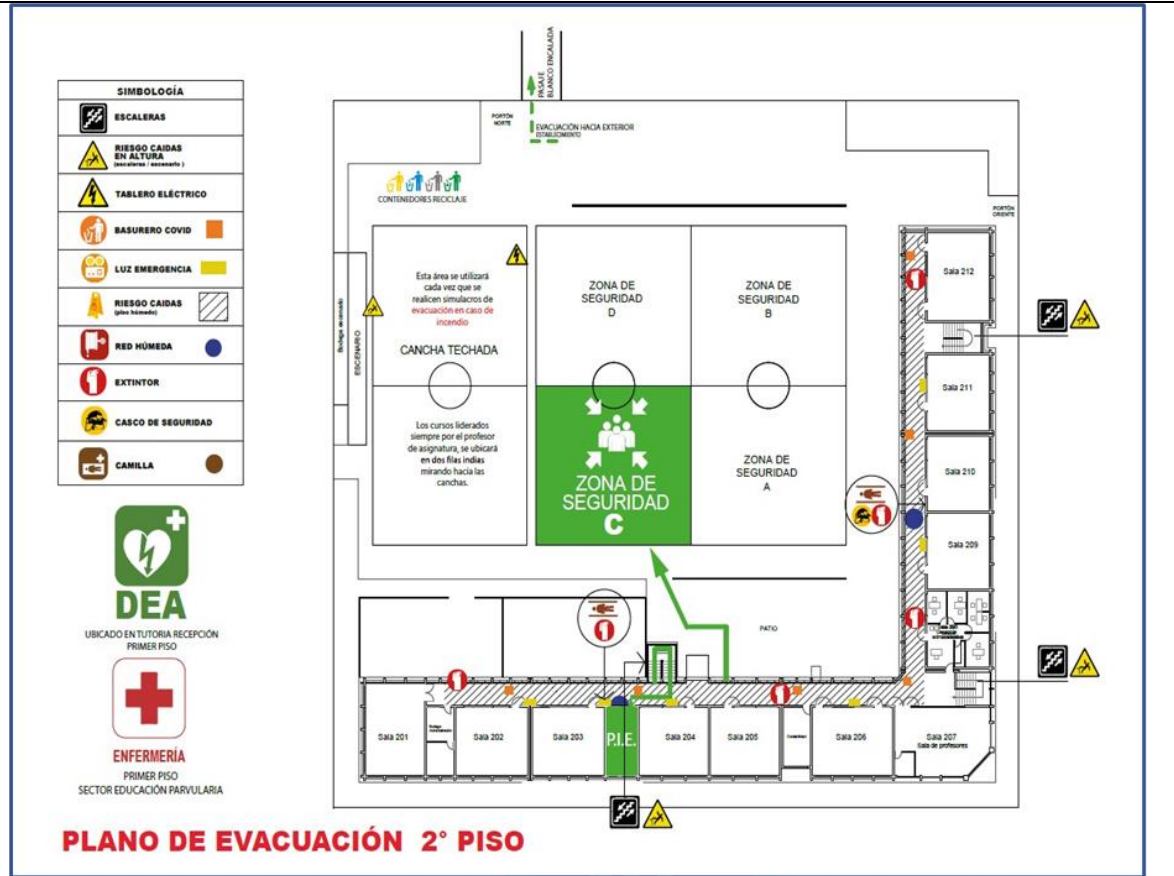 SIMBOLOGÍA
ESCALERAS
RIESGO CAIDAS
EN ALTURA
(escaleras / escenario )
TABLERO ELÉCTRICO
BASURERO COVID
LUZ EMERGENCIA
RIESGO CAIDAS
(piso húmedo)
RED HÚMEDA
EXTINTOR
CASCO DE SEGURIDAD
CAMILLA
DEA
UBICADO EN TUTORIA RECEPCIÓN
PRIMER PISO
ENFERMERÍA
PRIMER PISO
SECTOR EDUCACIÓN PARVULARIA
PASAJE
BLANCO ENCALADA
PORTÓN
NORTE
EVACUACIÓN HACIA EXTERIOR
ESTABLECIMIENTO
CONTENEDORES RECICLAJE
PORTÓN
ORIENTE
Bodega escenario
ESCENARIO
Esta área se utilizará
cada vez que se
realicen simulacros de
evacuación en caso de
incendio
CANCHA TECHADA
Los cursos liderados
siempre por el profesor
de asignatura, se ubicará
en dos filas indias
mirando hacia las
canchas.
ZONA DE
SEGURIDAD
D
ZONA DE
SEGURIDAD
B
ZONA DE
SEGURIDAD
C
ZONA DE
SEGURIDAD
A
Sala 212
Sala 211
Sala 210
Sala 209
PATIO
Sala 201
Sala 202
Sala 203
P.I.E.
Sala 204
Sala 205
Sala 206
Sala 207
Sala de profesores
PLANO DE EVACUACIÓN 2° PISO